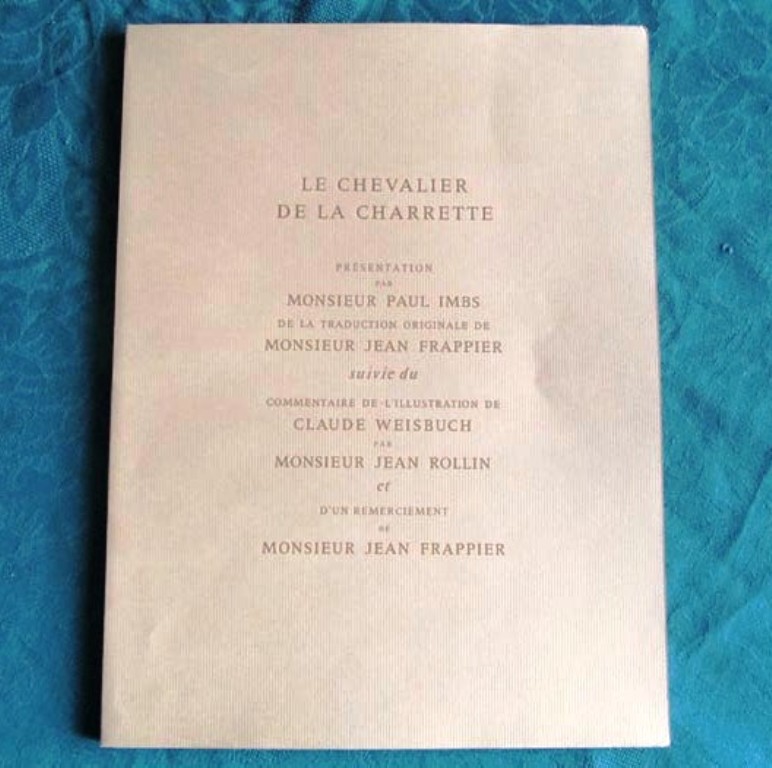 LE CHEVALIER
DE LA CHARRETTE
PRÉSENTATION
PAR
MONSIEUR PAUL IMBS
DE LA TRADUCTION ORIGINALE DE
MONSIEUR JEAN FRAPPIER
suivie du
COMMENTAIRE DE L'ILLUSTRATION DE
CLAUDE WEISBUCH
PAR
MONSIEUR JEAN ROLLIN
et
D'UN REMERCIEMENT
DE
MONSIEUR JEAN FRAPPIER